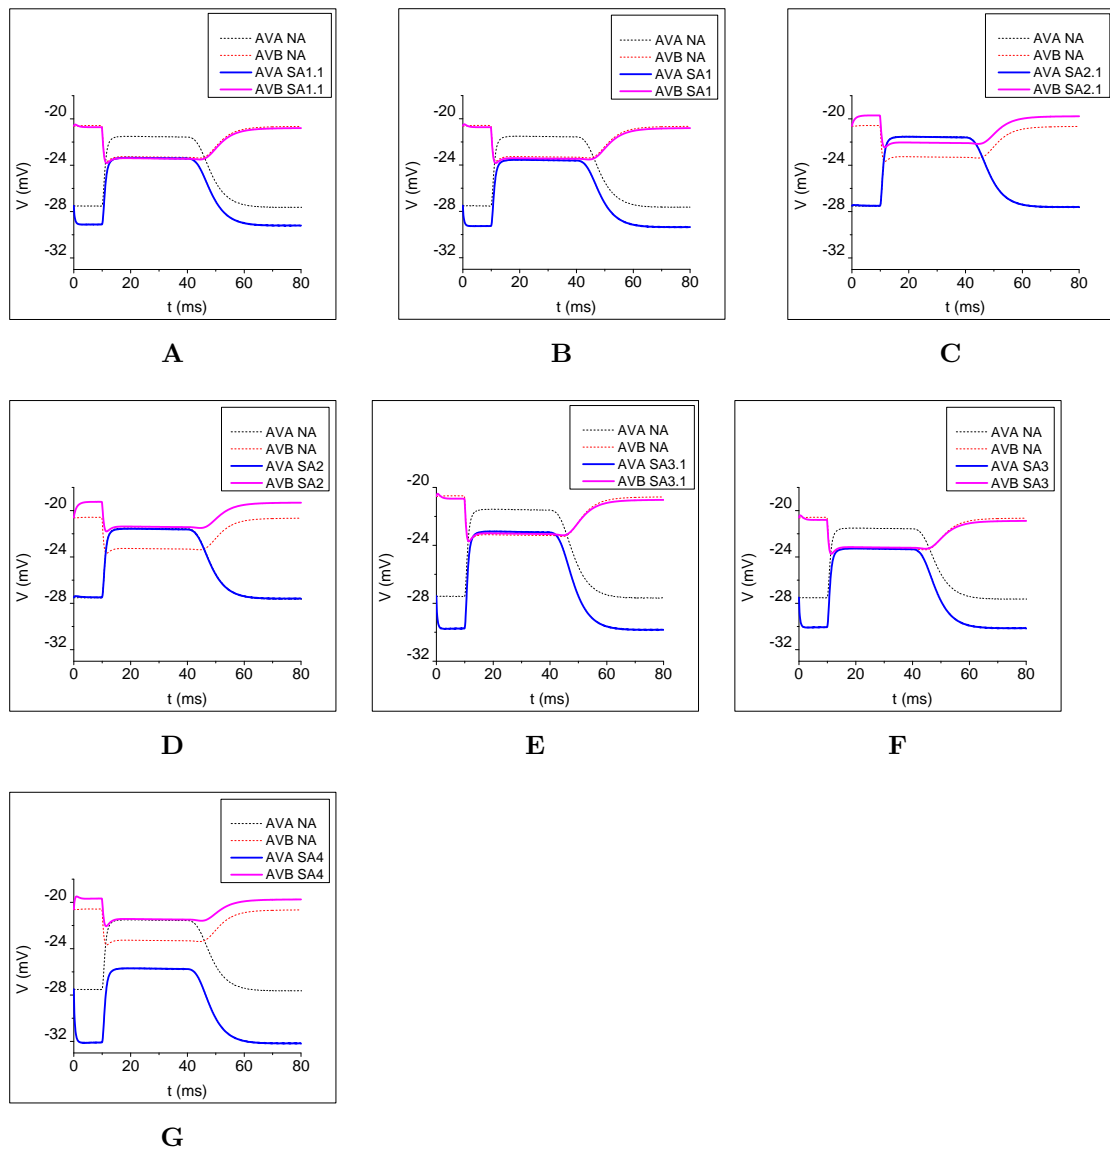 AVA NA
AVB NA
AVA SA1.1
AVB SA1.1
-20
-24
-28
-32
V (mV)
0 20 40 60 80
t (ms)
A
AVA NA
AVB NA
AVA SA1
AVB SA1
-20
-24
-28
-32
V (mV)
0 20 40 60 80
t (ms)
B
AVA NA
AVB NA
AVA SA2.1
AVB SA2.1
-20
-24
-28
-32
V (mV)
0 20 40 60 80
t (ms)
C
AVA NA
AVB NA
AVA SA2
AVB SA2
-20
-24
-28
-32
V (mV)
0 20 40 60 80
t (ms)
D
AVA NA
AVB NA
AVA SA3.1
AVB SA3.1
-20
-24
-28
-32
V (mV)
0 20 40 60 80
t (ms)
E
AVA NA
AVB NA
AVA SA3
AVB SA3
-20
-24
-28
-32
V (mV)
0 20 40 60 80
t (ms)
F
AVA NA
AVB NA
AVA SA4
AVB SA4
-20
-24
-28
-32
V (mV)
0 20 40 60 80
t (ms)
G